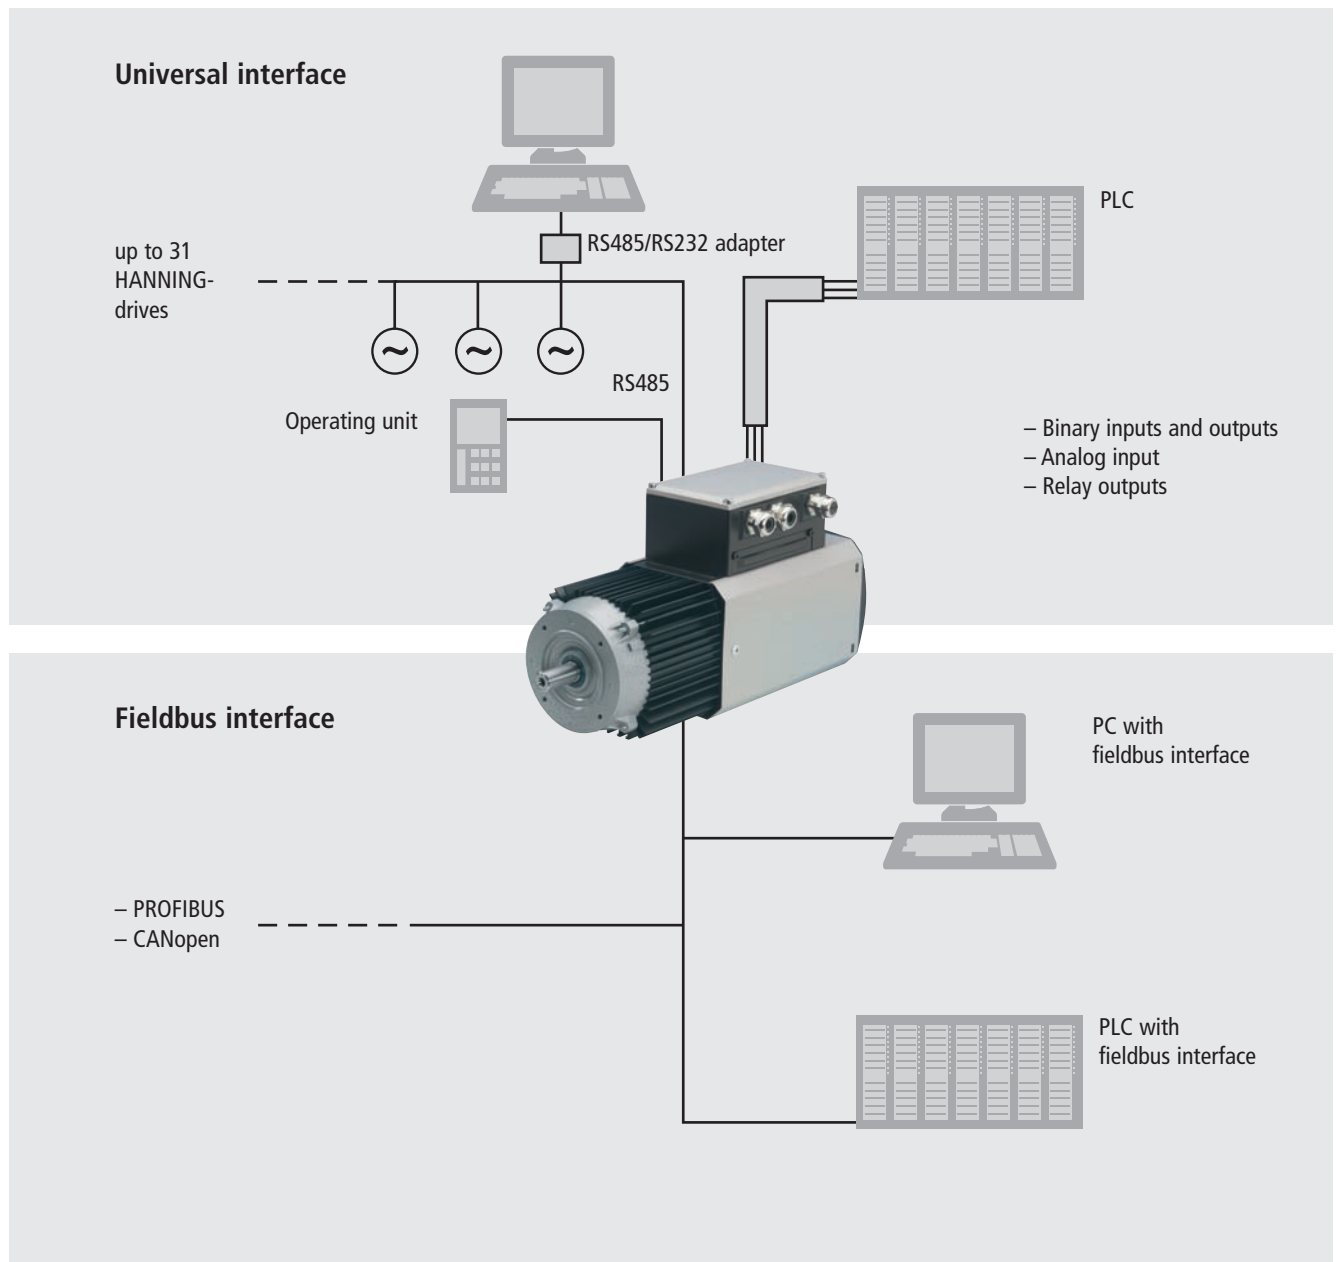 Universal interface
PLC
RS485/RS232 adapter
up to 31
HANNING-
drives
RS485
Operating unit
– Binary inputs and outputs
– Analog input
– Relay outputs
Fieldbus interface
PC with
fieldbus interface
– PROFIBUS
– CANopen
PLC with
fieldbus interface